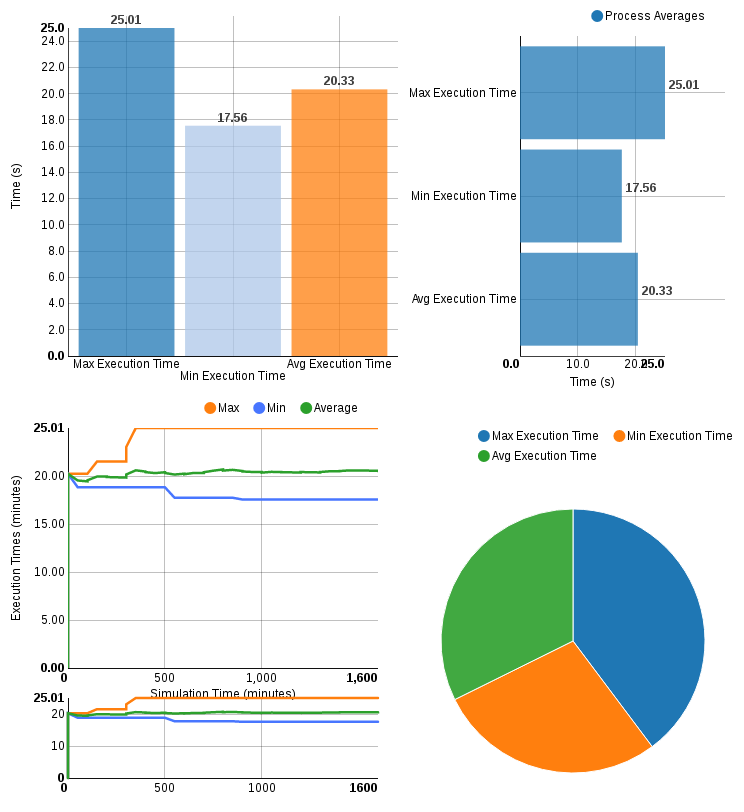 25.01
25.0
24.0
22.0
20.0
18.0
16.0
14.0
12.0
10.0
8.0
6.0
4.0
2.0
0.0
Time (s)
17.56
20.33
Max Execution Time
Min Execution Time
Avg Execution Time
Process Averages
Max Execution Time
25.01
Min Execution Time
17.56
Avg Execution Time
20.33
0.0 10.0 20.0 25.0
Time (s)
Max Min Average
25.01
20.00
15.00
10.00
5.00
0.00
Execution Times (minutes)
0 500 1,000 1,600
Simulation Time (minutes)
25.01
20
10
0
0 500 1000 1600
Max Execution Time Min Execution Time
Avg Execution Time